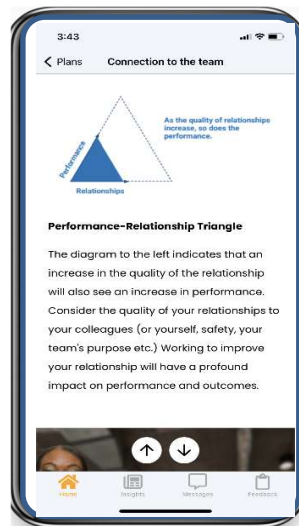 3:43
Plans
Connection to the team
As the quality of relationships
increase, so does the
performance.
Performance
Relationships
Performance-Relationship Triangle
The diagram to the left indicates that an
increase in the quality of the relationship
will also see an increase in performance.
Consider the quality of your relationships to
your colleagues (or yourself, safety, your
team's purpose etc.) Working to improve
your relationship will have a profound
impact on performance and outcomes.
Home
Insights
Messages
Feedback